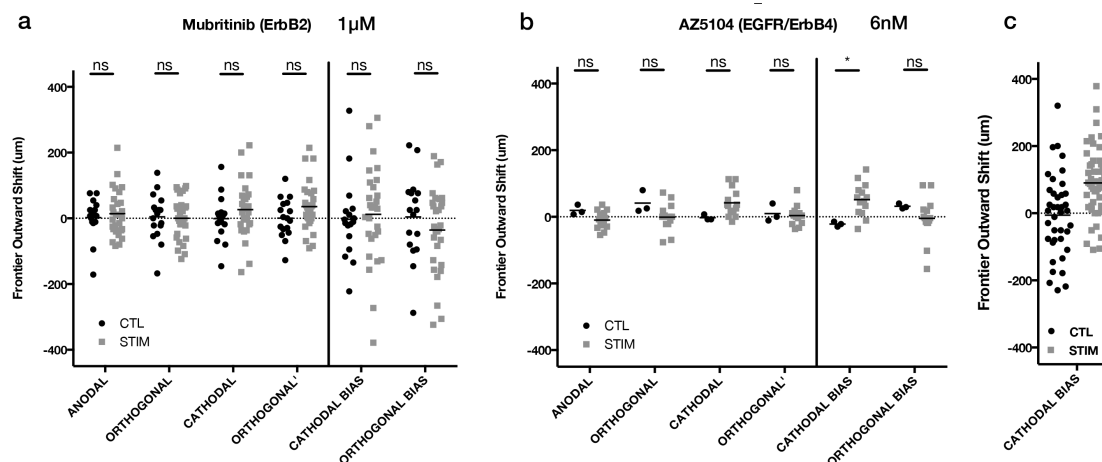 a
Mubritinib (ErbB2) 1μM
ns ns ns ns ns ns
Frontier Outward Shift (um)
400
200
0
-200
-400
CTL
STIM
ANODAL
ORTHOGONAL
CATHODAL
ORTHOGONAL'
CATHODAL BIAS
ORTHOGONAL BIAS
b
AZ5104 (EGFR/ErbB4) 6nM
ns ns ns ns * ns
Frontier Outward Shift (um)
400
200
0
-200
-400
CTL
STIM
ANODAL
ORTHOGONAL
CATHODAL
ORTHOGONAL'
CATHODAL BIAS
ORTHOGONAL BIAS
c
Frontier Outward Shift (um)
400
200
0
-200
-400
CTL
STIM
CATHODAL BIAS